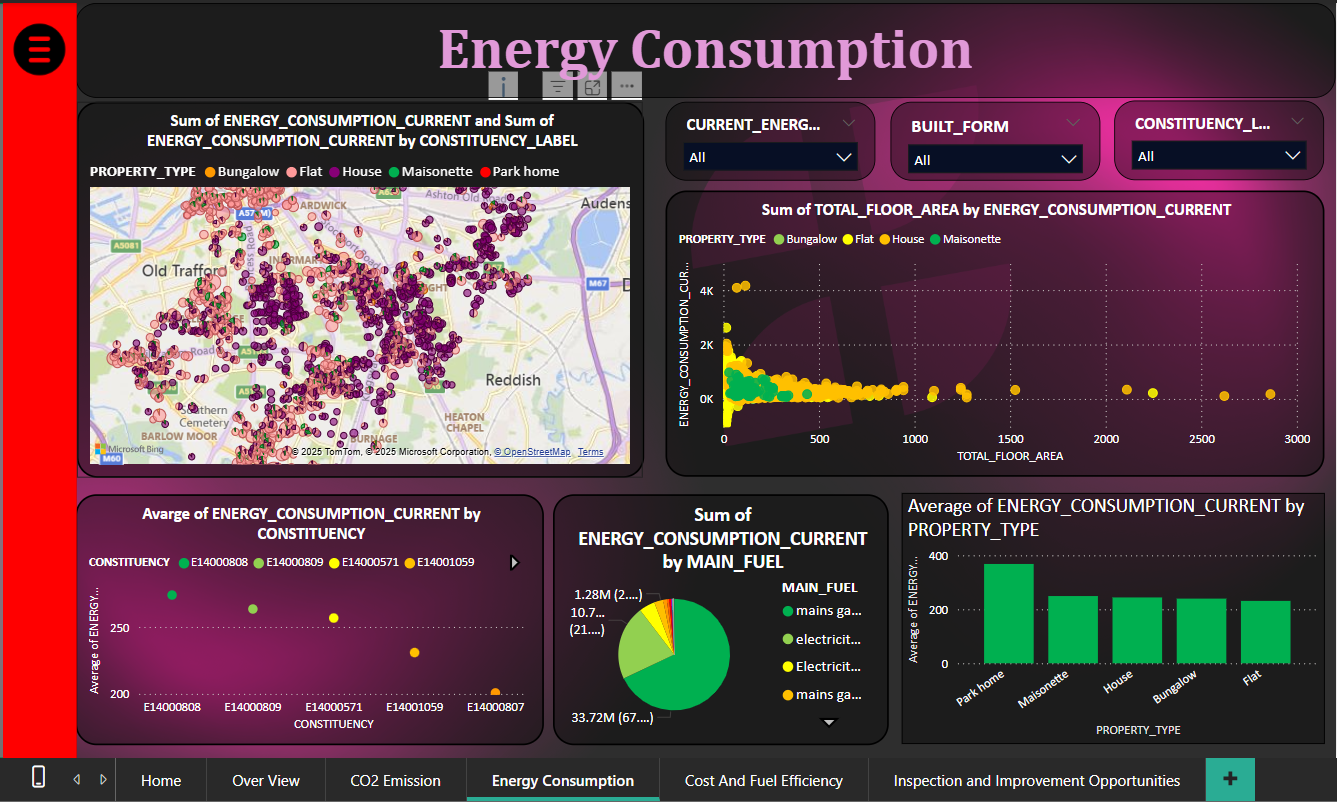 Energy Consumption
Sum of ENERGY_CONSUMPTION_CURRENT and Sum of
ENERGY_CONSUMPTION_CURRENT by CONSTITUENCY_LABEL
PROPERTY_TYPE Bungalow Flat House Maisonette Park home
Ashton Old Road
A57(M)
ARDWICK
Audens
A5081
Old Trafford
M67
Reddish
Southern
Cemetery
HEATON
CHAPEL
BARLOW MOOR
BURNAGE
Microsoft Bing
M60
© 2025 TomTom, © 2025 Microsoft Corporation, © OpenStreetMap Terms
CURRENT_ENERG...
All
BUILT_FORM
All
CONSTITUENCY_L...
All
Sum of TOTAL_FLOOR_AREA by ENERGY_CONSUMPTION_CURRENT
PROPERTY_TYPE Bungalow Flat House Maisonette
ENERGY_CONSUMPTION_CUR...
4K
2K
0K
0 500 1000 1500 2000 2500 3000
TOTAL_FLOOR_AREA
Avarge of ENERGY_CONSUMPTION_CURRENT by
CONSTITUENCY
CONSTITUENCY E14000808 E14000809 E14000571 E14001059
Average of ENERGY...
250
200
E14000808 E14000809 E14000571 E14001059 E14000807
CONSTITUENCY
Sum of
ENERGY_CONSUMPTION_CURRENT
by MAIN_FUEL
1.28M (2....)
10.7...
(21....)
33.72M (67....)
MAIN_FUEL
mains ga...
electricit...
Electricit...
mains ga...
Average of ENERGY_CONSUMPTION_CURRENT by
PROPERTY_TYPE
Average of ENERGY...
400
200
0
Park home Maisonette House Bungalow Flat
PROPERTY_TYPE
Home Over View CO2 Emission Energy Consumption Cost And Fuel Efficiency Inspection and Improvement Opportunities +